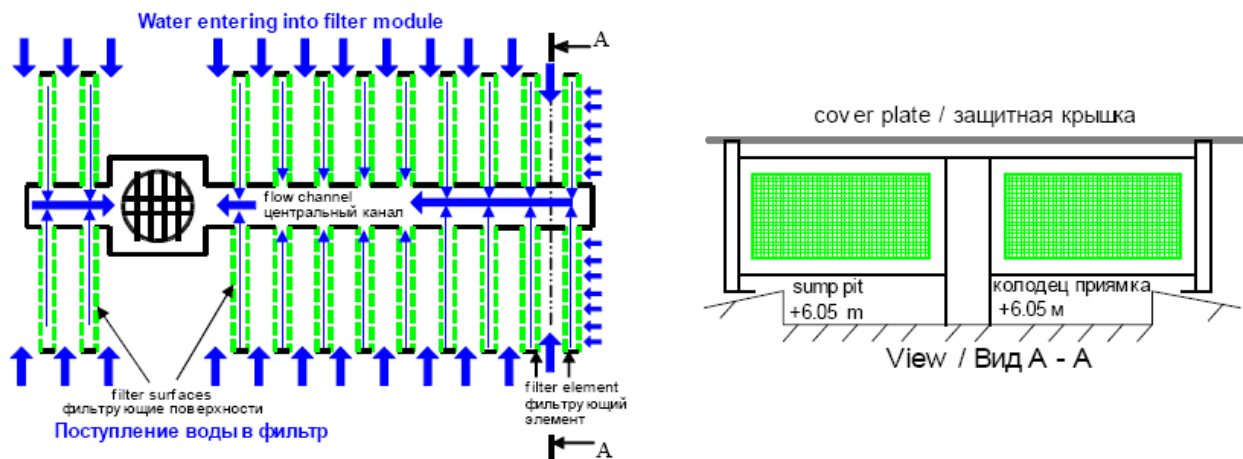 Water entering into filter module
A
flow channel
центральный канал
filter surfaces
фильтрующие поверхности
Поступление воды в фильтр
filter element
фильтрующий
элемент
A
cover plate / защитная крышка
sump pit
+6.05 m
колодец приямка
+6.05 м
View / Вид A - A